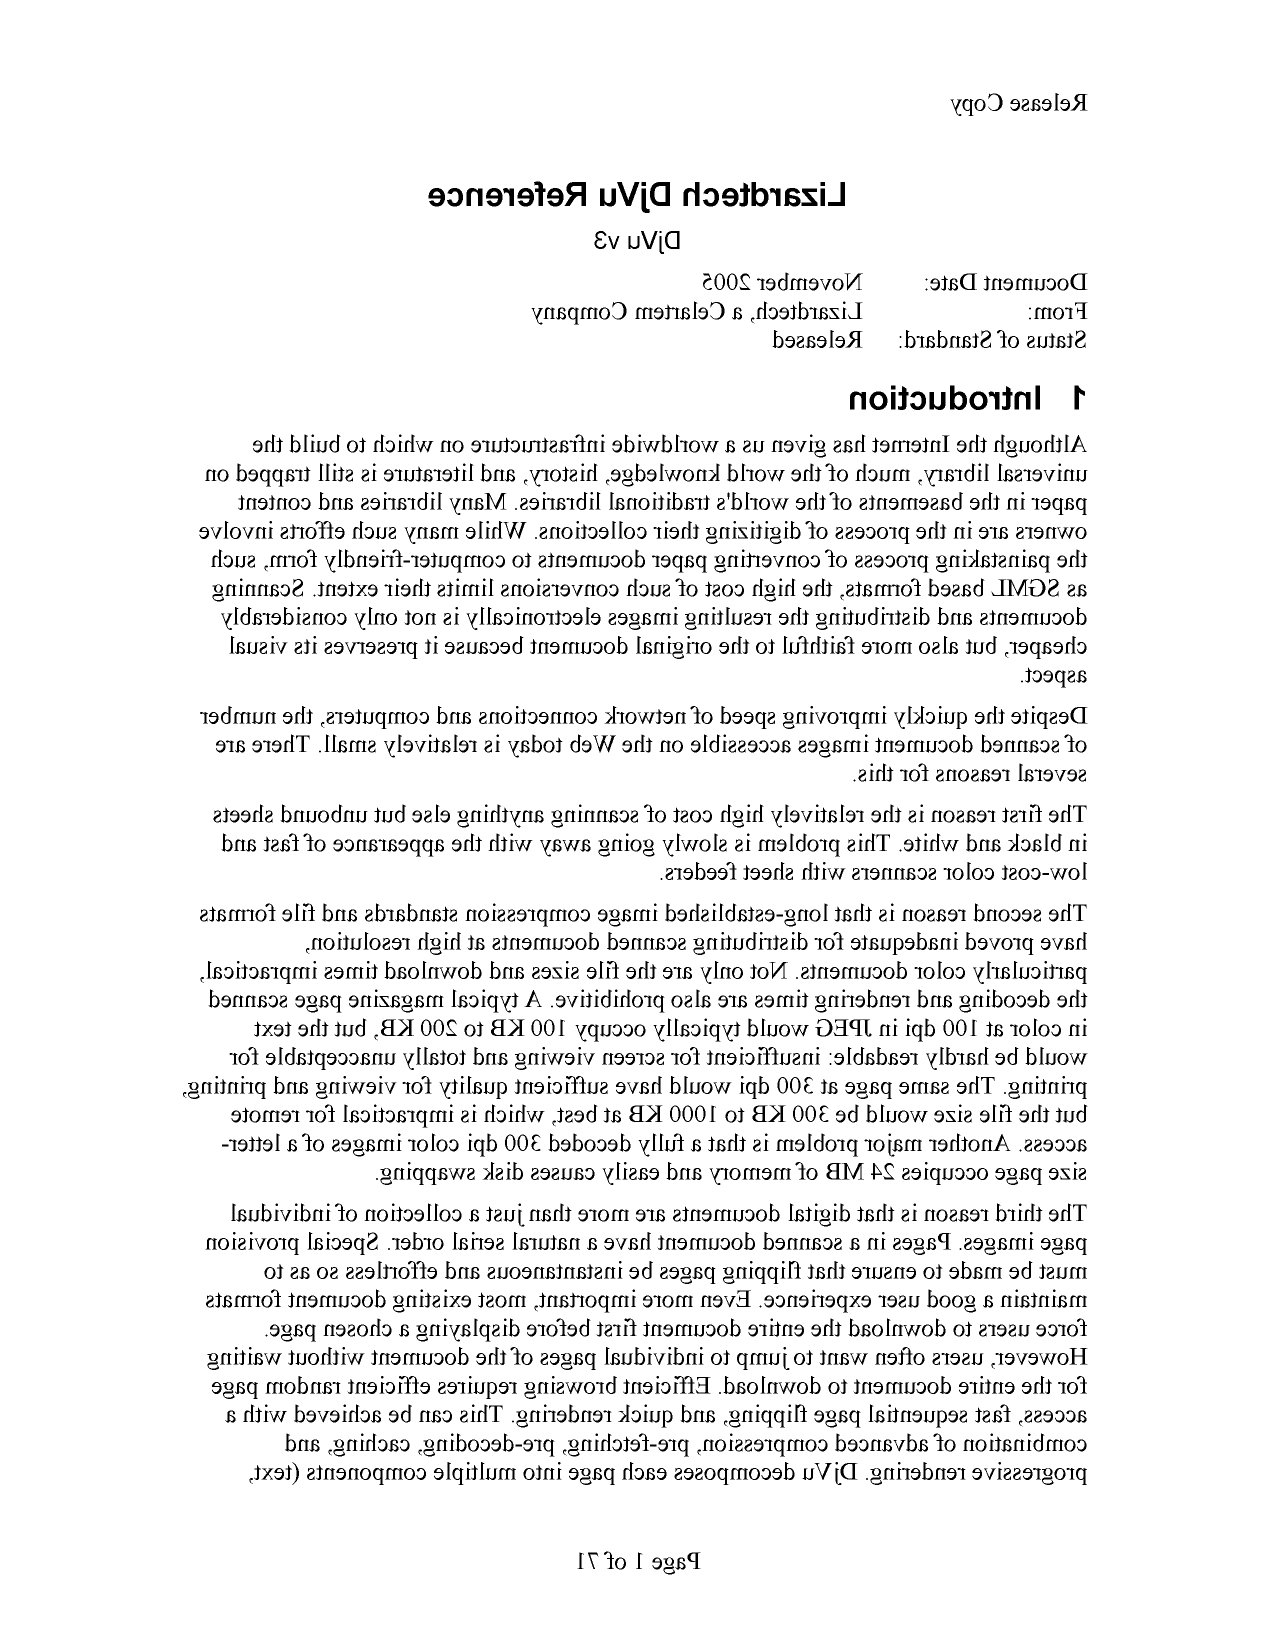 Release Copy
Lizardtech DjVu Reference
DjVu v3
Document Date: November 2005
From: Lizardtech, a Celartem Company
Status of Standard: Released
1 Introduction
Although the Internet has given us a worldwide infrastructure on which to build the
universal library, much of the world knowledge, history, and literature is still trapped on
paper in the basements of the world's traditional libraries. Many libraries and content
owners are in the process of digitizing their collections. While many such efforts involve
the painstaking process of converting paper documents to computer-friendly form, such
as SGML based formats, the high cost of such conversions limits their extent. Scanning
documents and distributing the resulting images electronically is not only considerably
cheaper, but also more faithful to the original document because it preserves its visual
aspect.
Despite the quickly improving speed of network connections and computers, the number
of scanned document images accessible on the Web today is relatively small. There are
several reasons for this.
The first reason is the relatively high cost of scanning anything else but unbound sheets
in black and white. This problem is slowly going away with the appearance of fast and
low-cost color scanners with sheet feeders.
The second reason is that long-established image compression standards and file formats
have proved inadequate for distributing scanned documents at high resolution,
particularly color documents. Not only are the file sizes and download times impractical,
the decoding and rendering times are also prohibitive. A typical magazine page scanned
in color at 100 dpi in JPEG would typically occupy 100 KB to 200 KB, but the text
would be hardly readable: insufficient for screen viewing and totally unacceptable for
printing. The same page at 300 dpi would have sufficient quality for viewing and printing,
but the file size would be 300 KB to 1000 KB at best, which is impractical for remote
access. Another major problem is that a fully decoded 300 dpi color images of a letter-
size page occupies 24 MB of memory and easily causes disk swapping.
The third reason is that digital documents are more than just a collection of individual
page images. Pages in a scanned document have a natural serial order. Special provision
must be made to ensure that flipping pages be instantaneous and effortless so as to
maintain a good user experience. Even more important, most existing document formats
force users to download the entire document first before displaying a chosen page.
However, users often want to jump to individual pages of the document without waiting
for the entire document to download. Efficient browsing requires efficient random page
access, fast sequential page flipping, and quick rendering. This can be achieved with a
combination of advanced compression, pre-fetching, pre-decoding, caching, and
progressive rendering. DjVu decomposes each page into multiple components (text,
Page 1 of 71